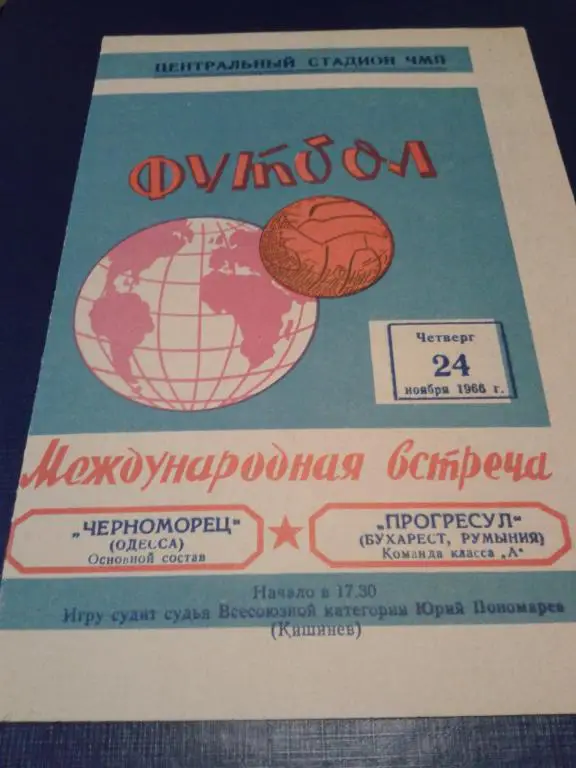 ЦЕНТРАЛЬНЫЙ СТАДИОН ЧМП
ФУТБОЛ
Четверг
24
ноября 1966 г.
Международная встреча
„ЧЕРНОМОРЕЦ"
(ОДЕССА)
Основной состав
„ПРОГРЕСУЛ"
(БУХАРЕСТ, РУМЫНИЯ)
Команда класса „А"
Начало в 17.30
Игру судит судья Всесоюзной категории Юрий Пономарев
(Кишинев)